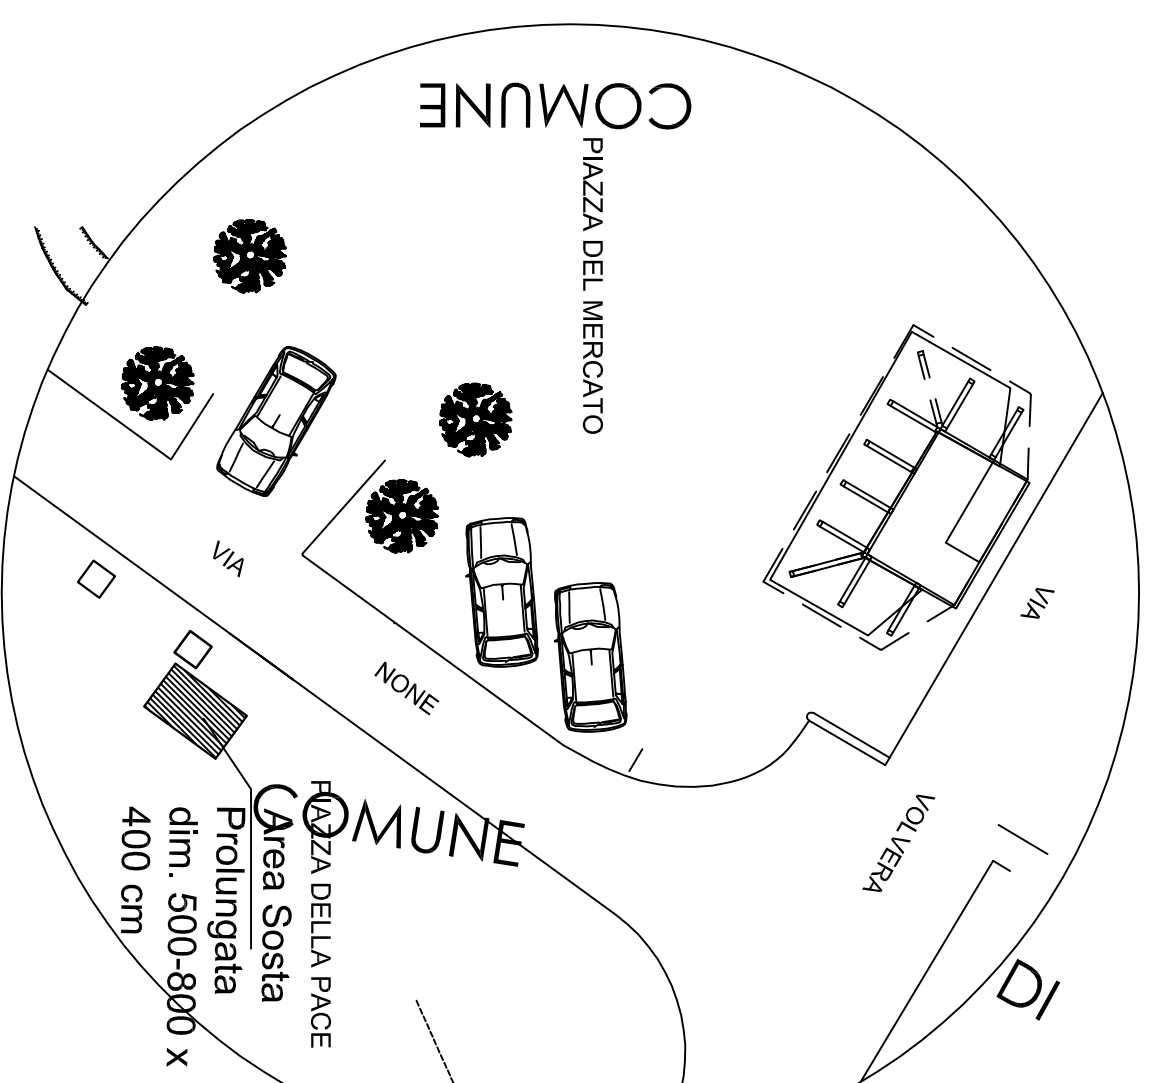 COMUNE
PIAZZA DEL MERCATO
VIA
NONE
VIA
VOLVERA
COMUNE
PIAZZA DELLA PACE
Area Sosta
Prolungata
dim. 500-800 x
400 cm
DI